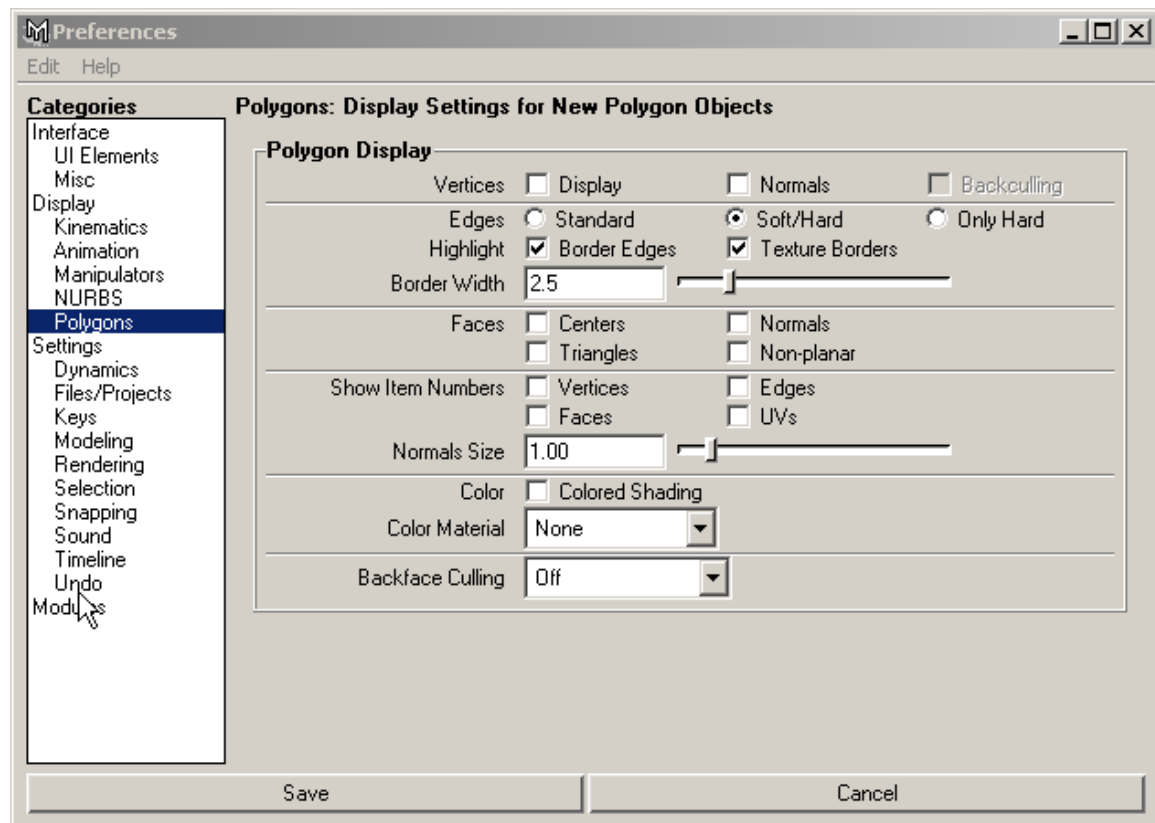 Preferences
Edit Help
Categories
Interface
UI Elements
Misc
Display
Kinematics
Animation
Manipulators
NURBS
Polygons
Settings
Dynamics
Files/Projects
Keys
Modeling
Rendering
Selection
Snapping
Sound
Timeline
Undo
Polygons: Display Settings for New Polygon Objects
Polygon Display
Vertices Display Normals Backculling
Edges Standard Soft/Hard Only Hard
Highlight Border Edges Texture Borders
Border Width 2.5
Faces Centers Normals
Triangles Non-planar
Show Item Numbers Vertices Edges
Faces UVs
Normals Size 1.00
Color Colored Shading
Color Material None
Backface Culling Off
Save Cancel